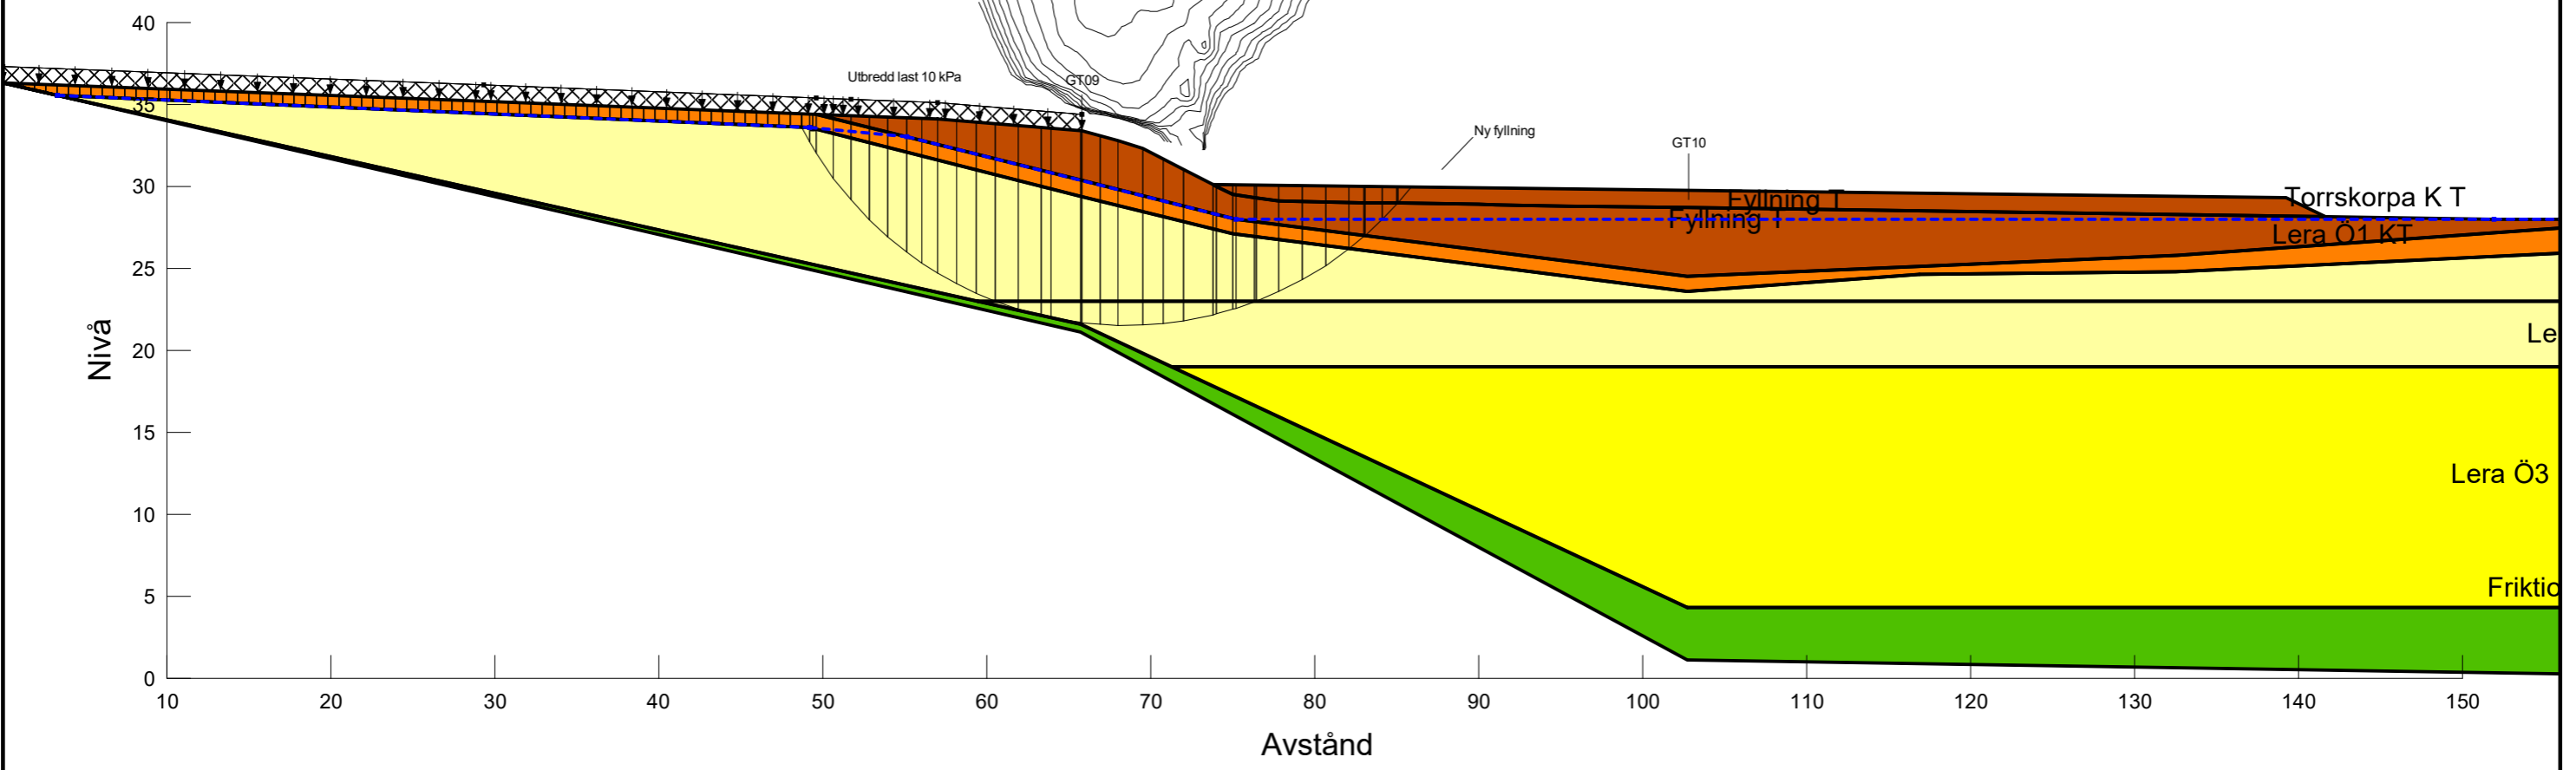 40
Utbredd last 10 kPa
GT09
35
Ny fyllning
GT10
30
Torrskorpa K T
Fyllning T
Fyllning T
Lera Ö1 KT
25
Le
20
Nivå
15
Lera Ö3
10
Friktio
5
0
10 20 30 40 50 60 70 80 90 100 110 120 130 140 150
Avstånd